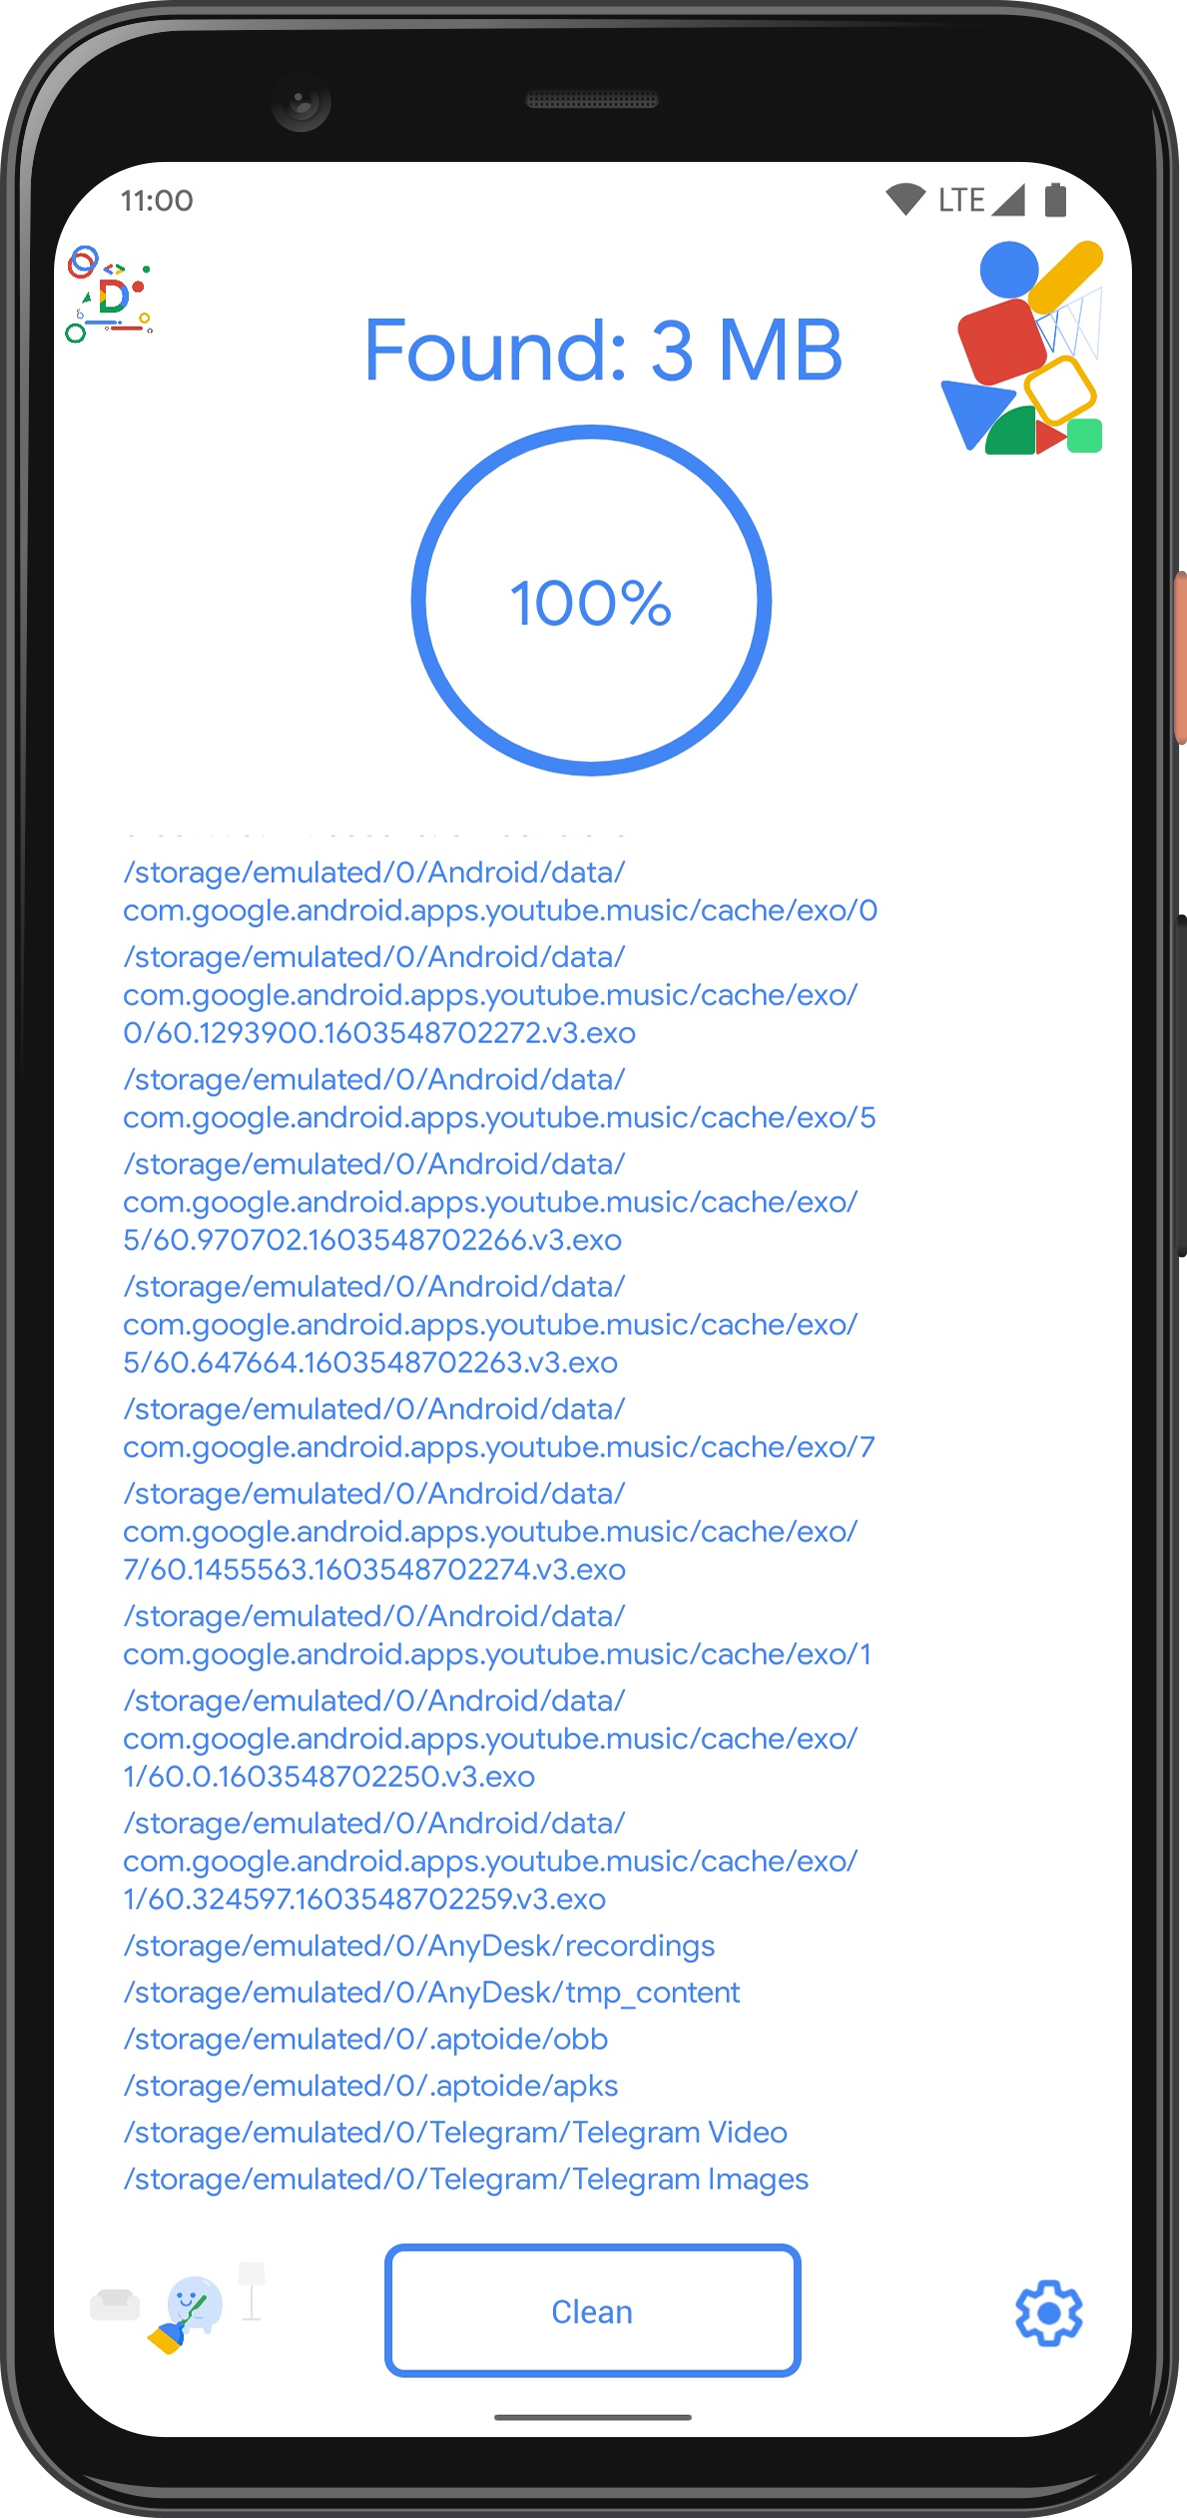 11:00 LTE
D
Found: 3 MB
100%
/storage/emulated/0/Android/data/
com.google.android.apps.youtube.music/cache/exo/0
/storage/emulated/0/Android/data/
com.google.android.apps.youtube.music/cache/exo/
0/60.1293900.1603548702272.v3.exo
/storage/emulated/0/Android/data/
com.google.android.apps.youtube.music/cache/exo/5
/storage/emulated/0/Android/data/
com.google.android.apps.youtube.music/cache/exo/
5/60.970702.1603548702266.v3.exo
/storage/emulated/0/Android/data/
com.google.android.apps.youtube.music/cache/exo/
5/60.647664.1603548702263.v3.exo
/storage/emulated/0/Android/data/
com.google.android.apps.youtube.music/cache/exo/7
/storage/emulated/0/Android/data/
com.google.android.apps.youtube.music/cache/exo/
7/60.1455563.1603548702274.v3.exo
/storage/emulated/0/Android/data/
com.google.android.apps.youtube.music/cache/exo/1
/storage/emulated/0/Android/data/
com.google.android.apps.youtube.music/cache/exo/
1/60.0.1603548702250.v3.exo
/storage/emulated/0/Android/data/
com.google.android.apps.youtube.music/cache/exo/
1/60.324597.1603548702259.v3.exo
/storage/emulated/0/AnyDesk/recordings
/storage/emulated/0/AnyDesk/tmp_content
/storage/emulated/0/.aptoide/obb
/storage/emulated/0/.aptoide/apks
/storage/emulated/0/Telegram/Telegram Video
/storage/emulated/0/Telegram/Telegram Images
Clean